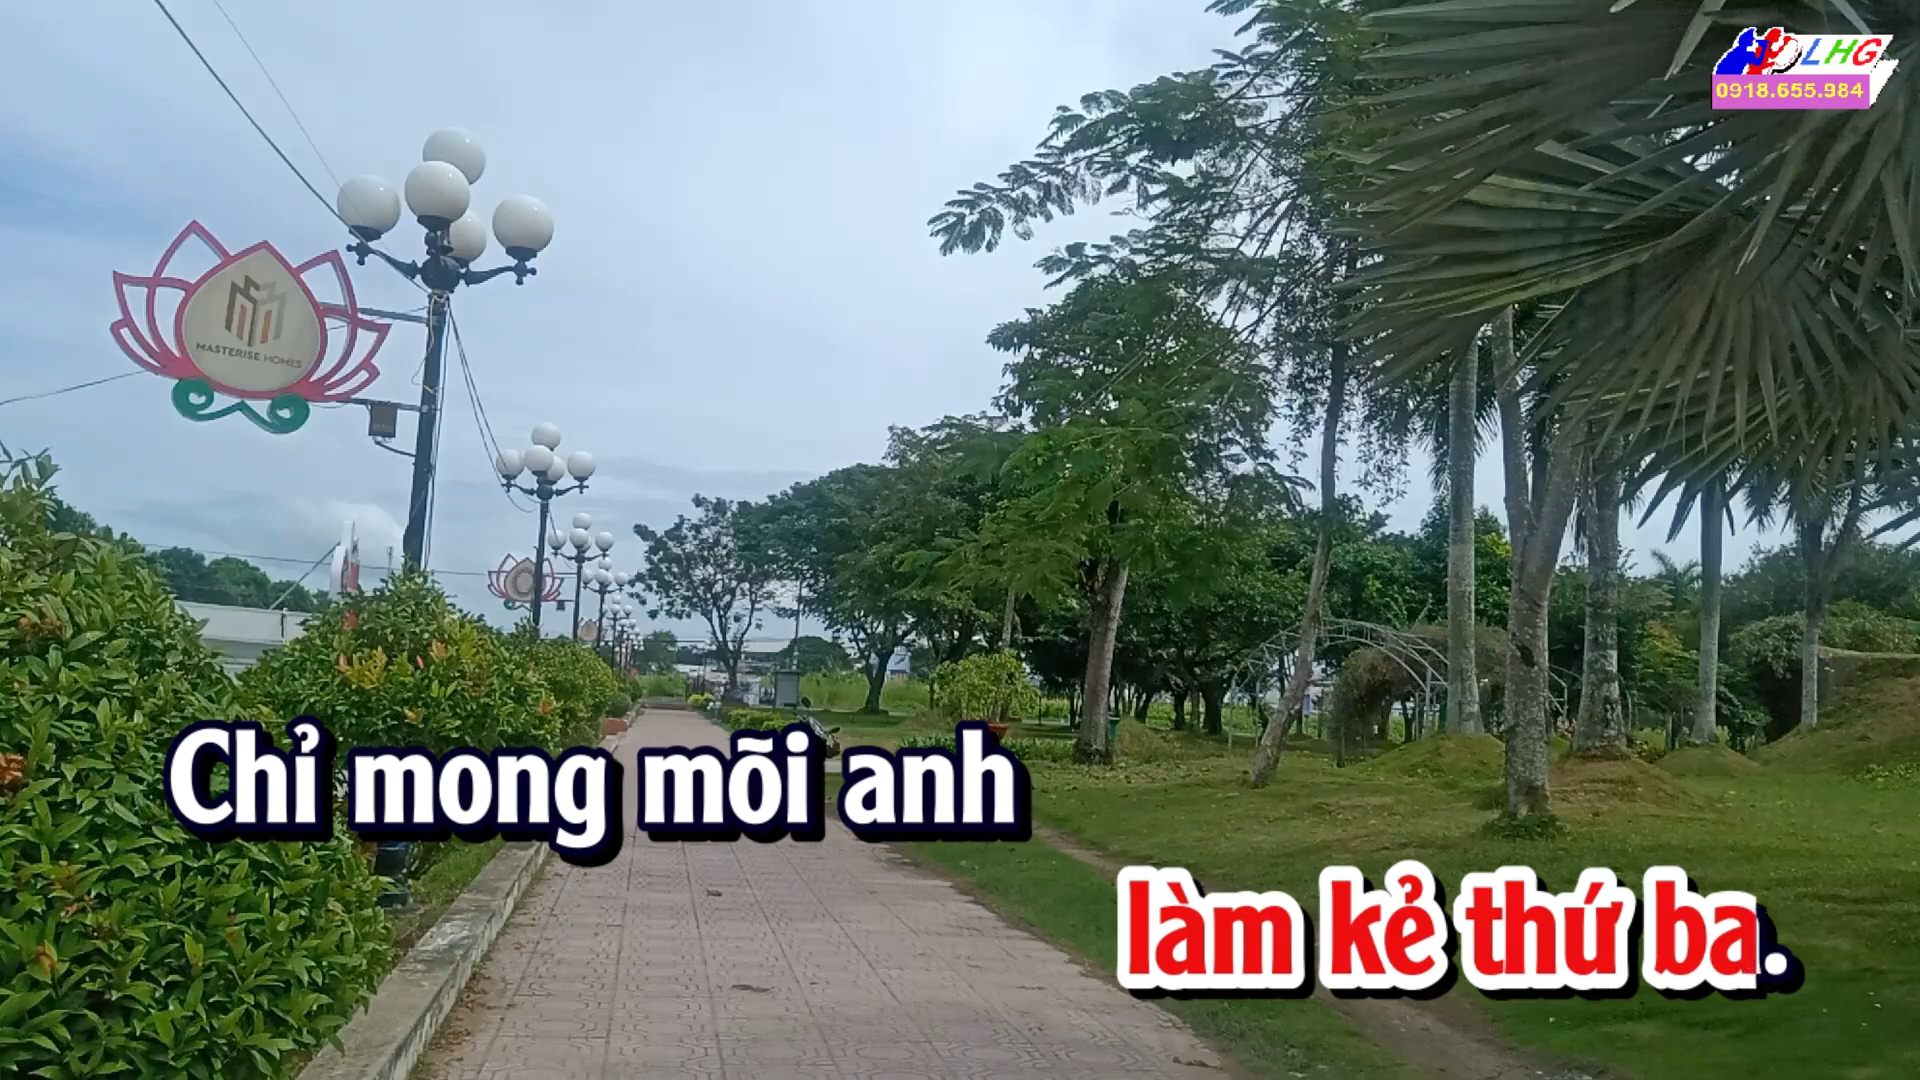 LHG
0918.655.984
MASTERISE HOMES
Chỉ mong mõi anh
làm kẻ thứ ba.